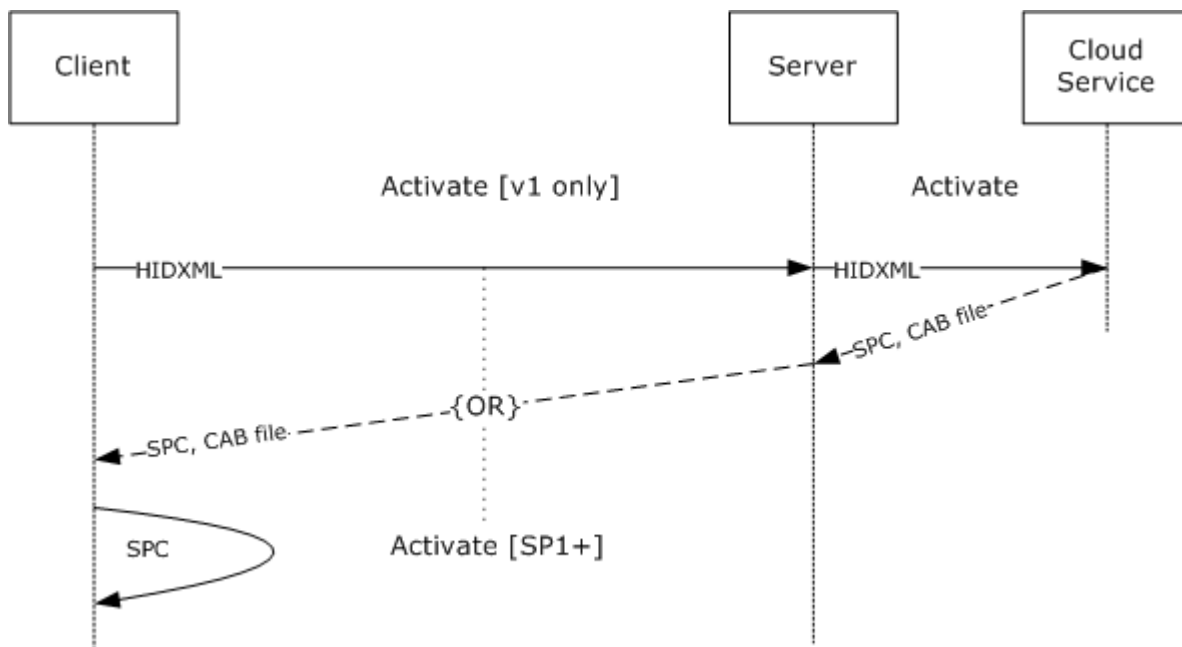 Client
Server
Cloud
Service
Activate [v1 only]
Activate
HIDXML
HIDXML
SPC, CAB file
{OR}
SPC, CAB file
SPC
Activate [SP1+]